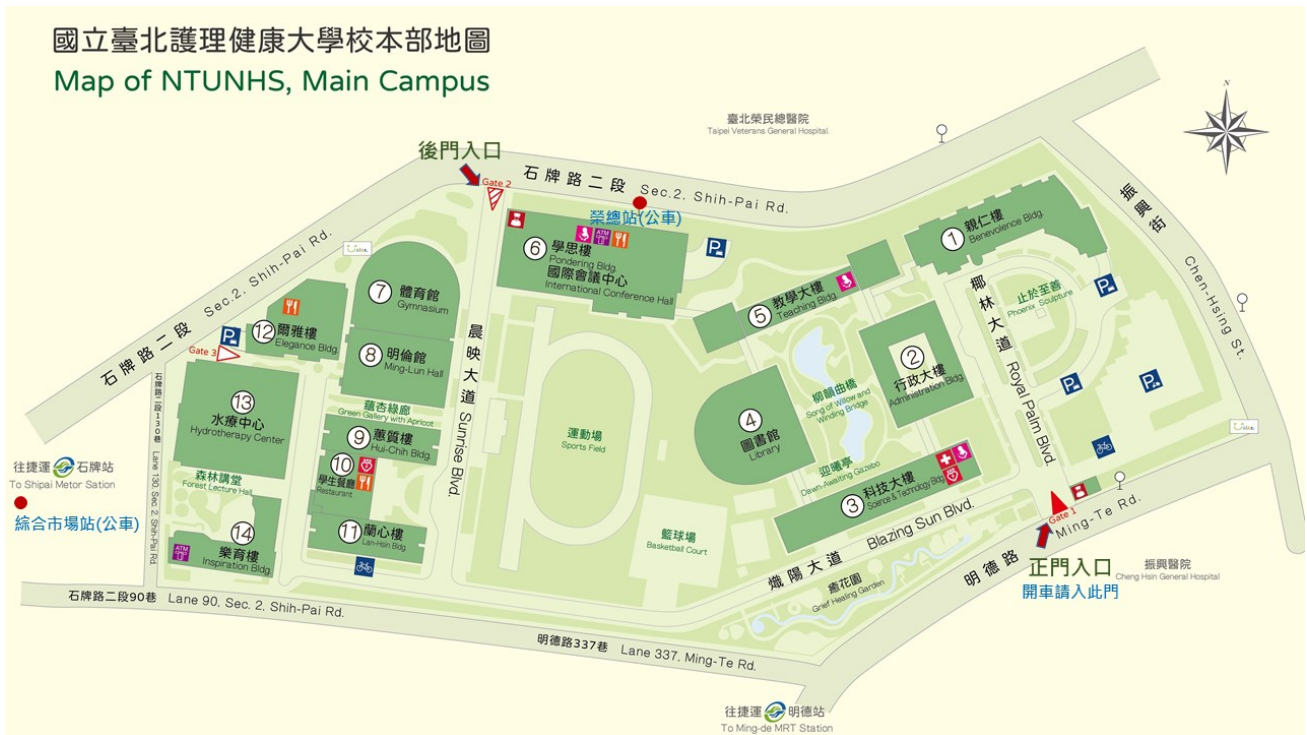 國立臺北護理健康大學校本部地圖
Map of NTUNHS, Main Campus
N
臺北榮民總醫院
Taipei Veterans General Hospital.
後門入口
Gate 2
石牌路二段 Sec.2, Shih-Pai Rd.
榮總站(公車)
振興街
Chen-Hsing St.
石牌路二段 Sec.2, Shih-Pai Rd.
1
親仁樓
Benevolence Bldg.
6
學思樓
Pondering Bldg.
國際會議中心
International Conference Hall
ATM
P
7
體育館
Gymnasium
5
教學大樓
Teaching Bldg.
椰林大道 Royal Palm Blvd.
止於至善
Phoenix Sculpture
P
12
爾雅樓
Elegance Bldg.
P
Gate 3
8
明倫館
Ming-Lun Hall
晨映大道 Sunrise Blvd.
2
行政大樓
Administration Bldg.
柳韻曲橋
Song of Willow and
Winding Bridge
P
P
13
水療中心
Hydrotherapy Center
蘊杏綠廊
Green Gallery with Apricot
4
圖書館
Library
運動場
Sports Field
9
蕙質樓
Hui-Chih Bldg.
石牌路二段130巷 Lane 130, Sec. 2, Shih-Pai Rd.
往捷運 石牌站
To Shipai Metor Sastion
綜合市場站(公車)
森林講堂
Forest Lecture Hall
10
學生餐廳
Restaurant
迎曦亭
Dawn-Awaiting Gazebo
3
科技大樓
Science & Technology Bldg.
11
蘭心樓
Lan-Hsin Bldg.
14
樂育樓
Inspiration Bldg.
ATM
籃球場
Basketball Court
熾陽大道 Blazing Sun Blvd.
Gate 1
明德路 Ming-Te Rd.
正門入口
開車請入此門
振興醫院
Cheng Hsin General Hospital
癒花園
Grief Healing Garden
石牌路二段90巷 Lane 90, Sec. 2, Shih-Pai Rd.
明德路337巷 Lane 337, Ming-Te Rd.
往捷運 明德站
To Ming-de MRT Station